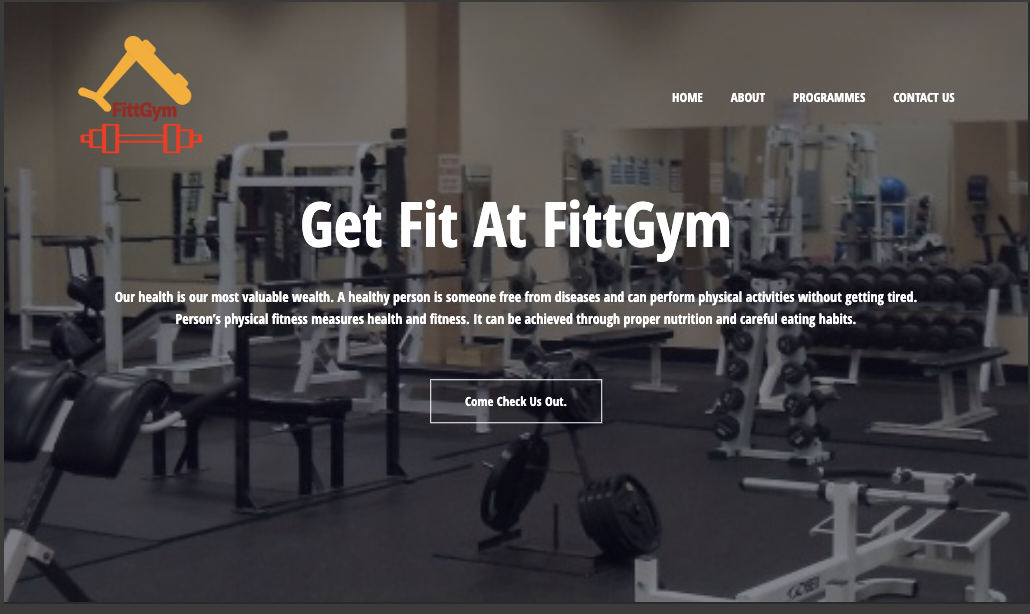 FittGym
HOME ABOUT PROGRAMMES CONTACT US
Get Fit At FittGym
Our health is our most valuable wealth. A healthy person is someone free from diseases and can perform physical activities without getting tired.
Person's physical fitness measures health and fitness. It can be achieved through proper nutrition and careful eating habits.
Come Check Us Out.